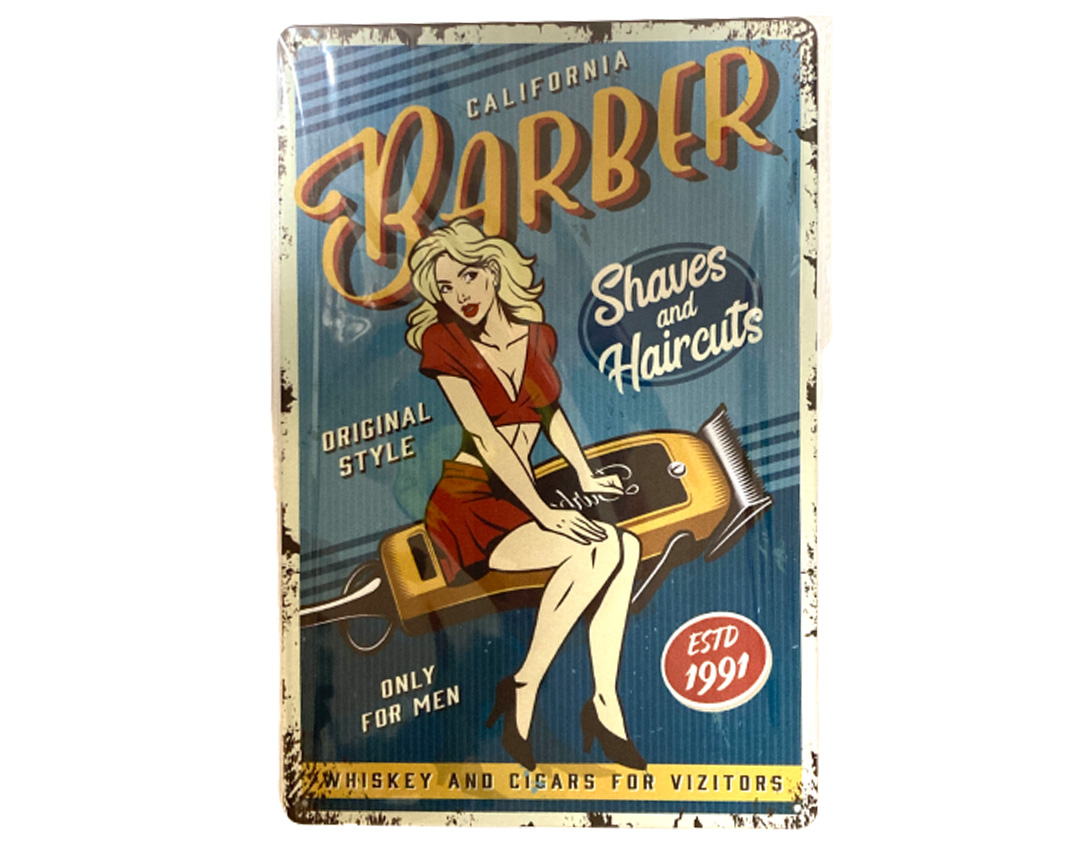 CALIFORNIA
BARBER
Shaves
and
Haircuts
ORIGINAL
STYLE
ESTD
1991
ONLY
FOR MEN
WHISKEY AND CIGARS FOR VIZITORS